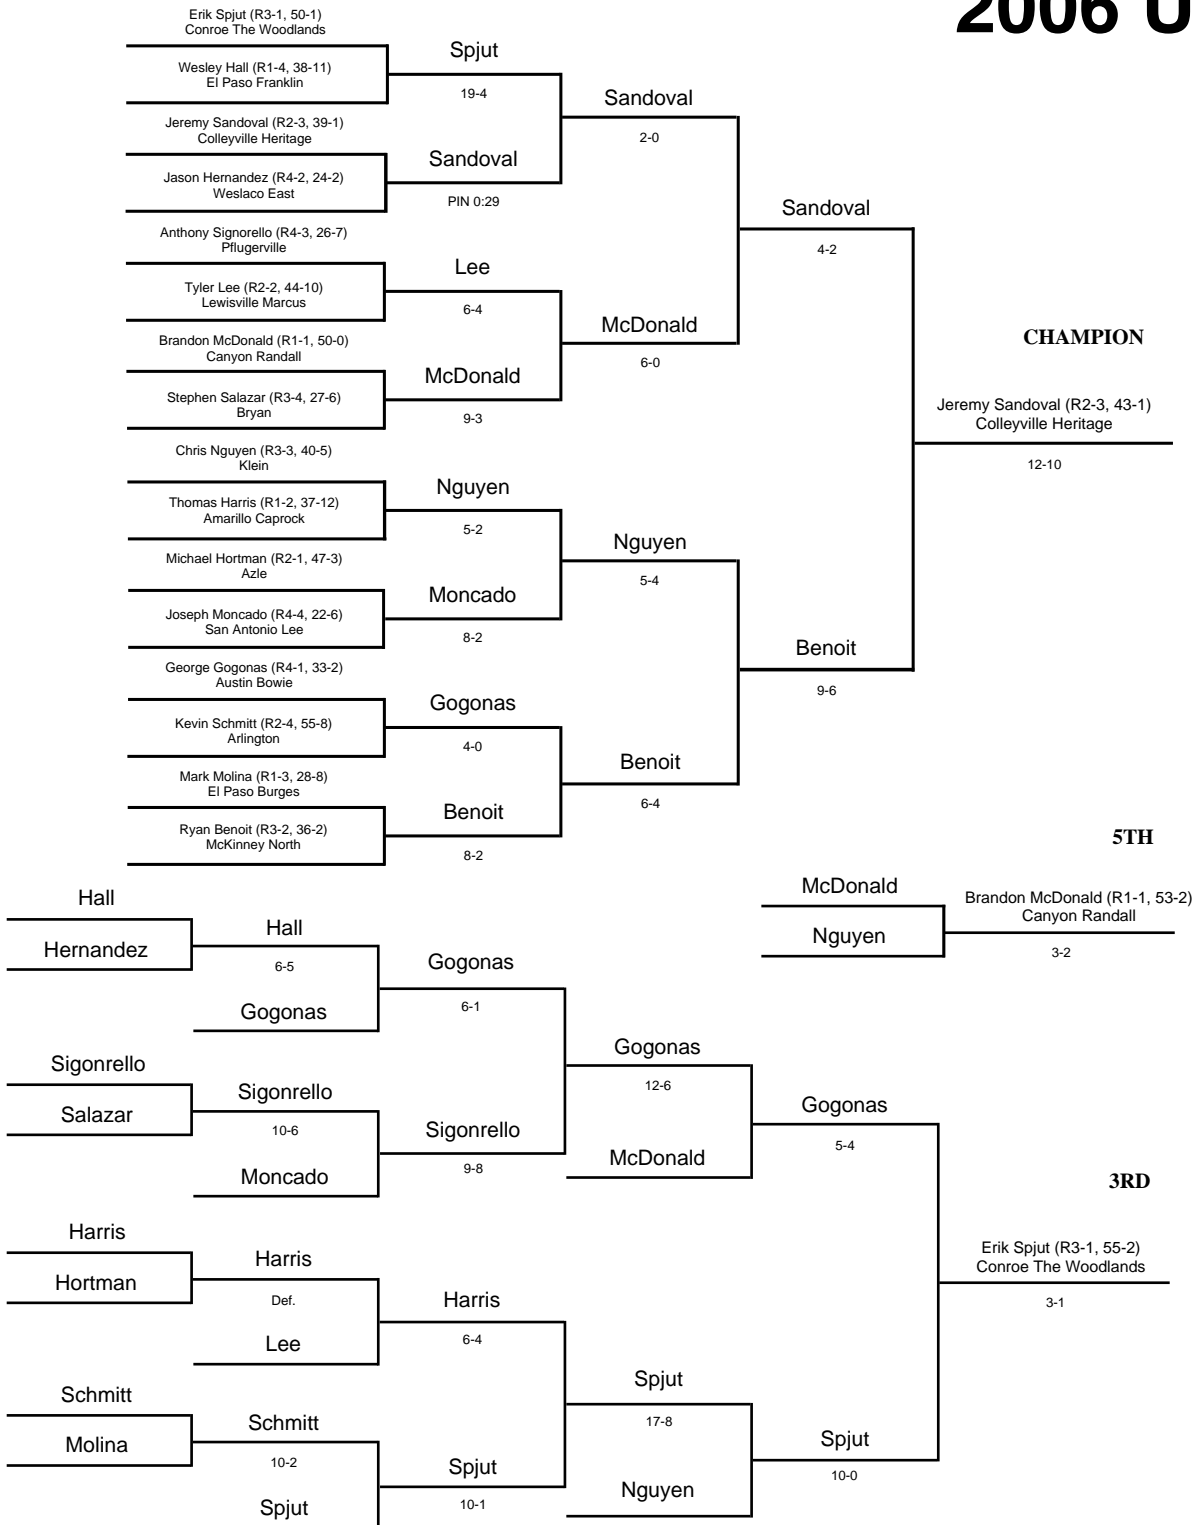 2006 U
Erik Spjut (R3-1, 50-1)
Conroe The Woodlands
Wesley Hall (R1-4, 38-11)
El Paso Franklin
Jeremy Sandoval (R2-3, 39-1)
Colleyville Heritage
Jason Hernandez (R4-2, 24-2)
Weslaco East
Anthony Signorello (R4-3, 26-7)
Pflugerville
Tyler Lee (R2-2, 44-10)
Lewisville Marcus
Brandon McDonald (R1-1, 50-0)
Canyon Randall
Stephen Salazar (R3-4, 27-6)
Bryan
Chris Nguyen (R3-3, 40-5)
Klein
Thomas Harris (R1-2, 37-12)
Amarillo Caprock
Michael Hortman (R2-1, 47-3)
Azle
Joseph Moncado (R4-4, 22-6)
San Antonio Lee
George Gogonas (R4-1, 33-2)
Austin Bowie
Kevin Schmitt (R2-4, 55-8)
Arlington
Mark Molina (R1-3, 28-8)
El Paso Burges
Ryan Benoit (R3-2, 36-2)
McKinney North
Spjut
19-4
Sandoval
PIN 0:29
Lee
6-4
McDonald
9-3
Nguyen
5-2
Moncado
8-2
Gogonas
4-0
Benoit
8-2
Sandoval
2-0
McDonald
6-0
Nguyen
5-4
Benoit
6-4
Sandoval
4-2
Benoit
9-6
CHAMPION
Jeremy Sandoval (R2-3, 43-1)
Colleyville Heritage
12-10
5TH
McDonald
Nguyen
Brandon McDonald (R1-1, 53-2)
Canyon Randall
3-2
Hall
Hernandez
Sigonrello
Salazar
Harris
Hortman
Schmitt
Molina
Hall
6-5
Gogonas
Sigonrello
10-6
Moncado
Harris
Def.
Lee
Schmitt
10-2
Spjut
Gogonas
6-1
Sigonrello
9-8
Harris
6-4
Spjut
10-1
Gogonas
12-6
McDonald
Spjut
17-8
Nguyen
Gogonas
5-4
Spjut
10-0
3RD
Erik Spjut (R3-1, 55-2)
Conroe The Woodlands
3-1